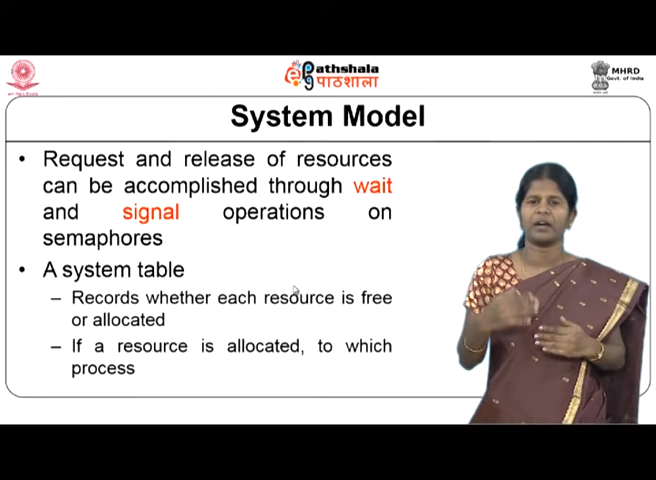 Pathshala
पाठशाला
MHRD
Govt. of India
System Model
• Request and release of resources
can be accomplished through wait
and signal operations on
semaphores
• A system table
– Records whether each resource is free
or allocated
– If a resource is allocated, to which
process